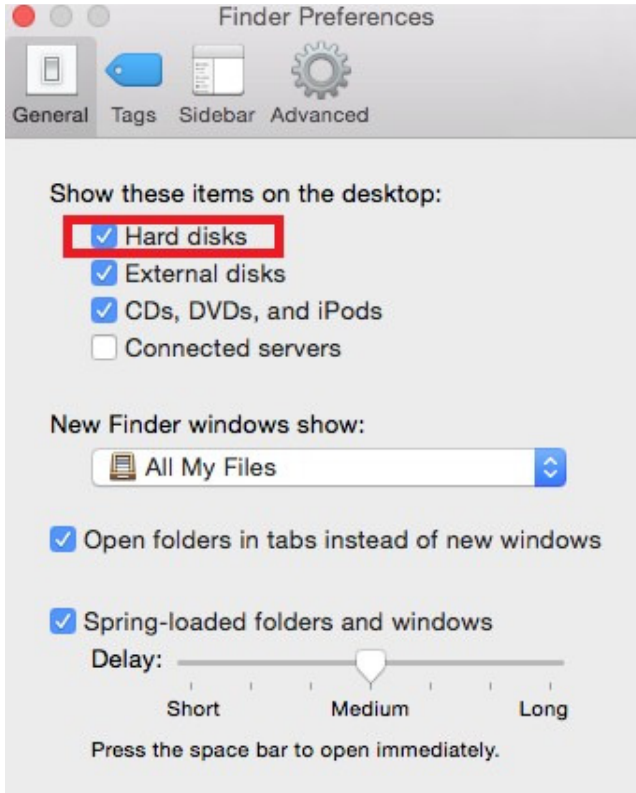 Finder Preferences
General Tags Sidebar Advanced
Show these items on the desktop:
Hard disks
External disks
CDs, DVDs, and iPods
Connected servers
New Finder windows show:
All My Files
Open folders in tabs instead of new windows
Spring-loaded folders and windows
Delay:
Short Medium Long
Press the space bar to open immediately.